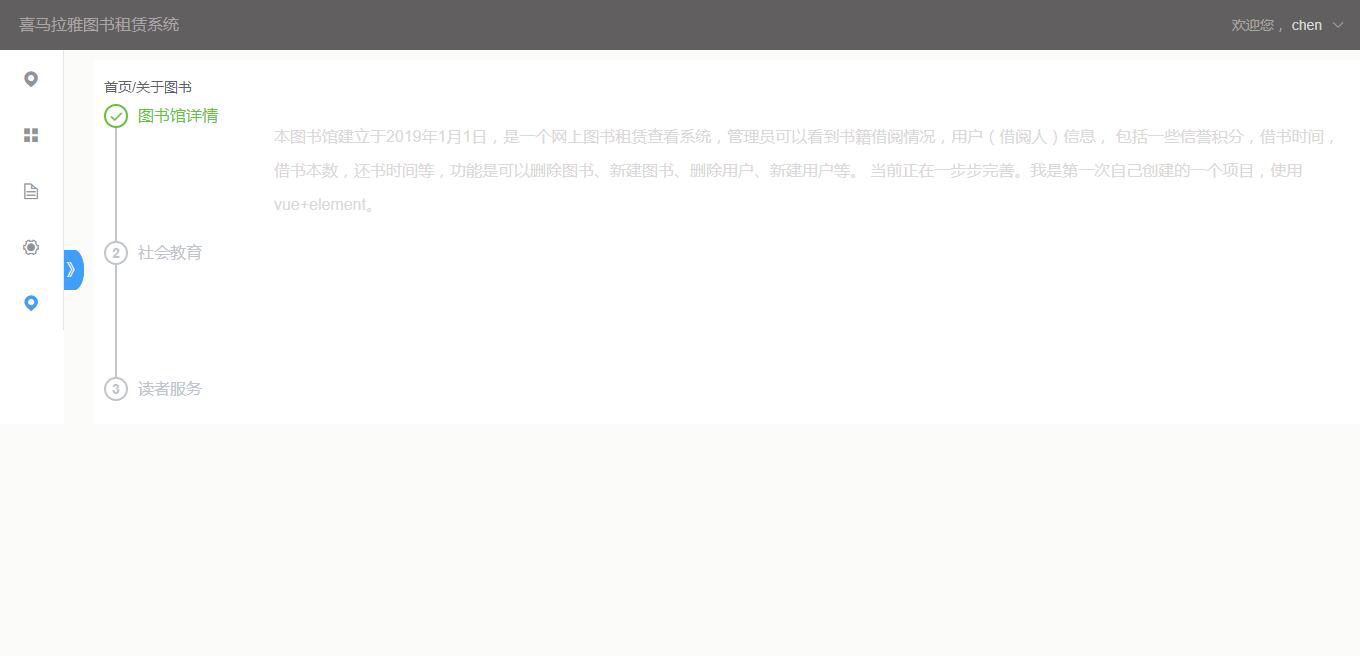 喜马拉雅图书租赁系统
欢迎您， chen
首页/关于图书
图书馆详情
本图书馆建立于2019年1月1日，是一个网上图书租赁查看系统，管理员可以看到书籍借阅情况，用户（借阅人）信息， 包括一些信誉积分，借书时间，
借书本数，还书时间等，功能是可以删除图书、新建图书、删除用户、新建用户等。 当前正在一步步完善。我是第一次自己创建的一个项目，使用
vue+element。
2 社会教育
》
3 读者服务